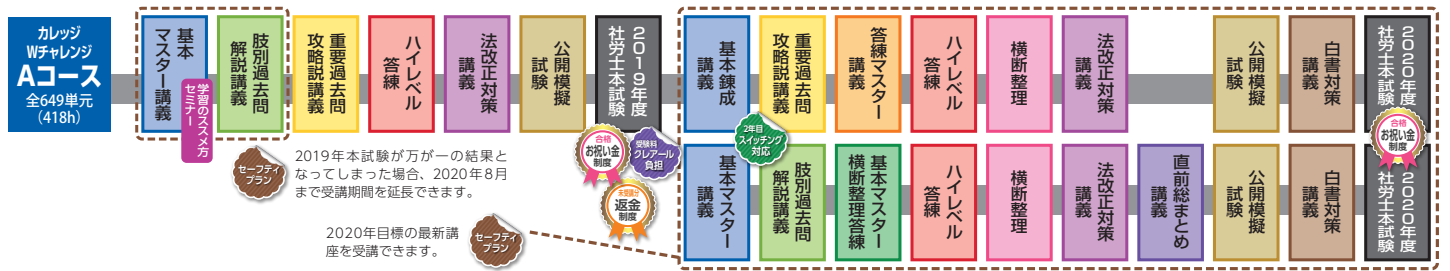 カレッジ
Wチャレンジ
Aコース
全649単元
（418h）
基本
マスター講義
学習のススメ方
セミナー
肢別過去問
解説講義
重要過去問
攻略説講義
ハイレベル
答練
法改正対策
講義
公開模擬
試験
2019年度
社労士本試験
合格
お祝い金
制度
受験料
クレアール
負担
未受講分
返金
制度
セーフティ
プラン
2019年本試験が万が一の結果と
なってしまった場合、2020年8月
まで受講期間を延長できます。
2020年目標の最新講
座を受講できます。
セーフティ
プラン
基本錬成
講義
重要過去問
攻略説講義
答練マスター
講義
ハイレベル
答練
横断整理
法改正対策
講義
公開模擬
試験
白書対策
講義
2020年度
社労士本試験
2年目
スイッチング
対応
合格
お祝い金
制度
基本マスター
講義
肢別過去問
解説講義
基本マスター
横断整理答練
ハイレベル
答練
横断整理
法改正対策
講義
直前総まとめ
講義
公開模擬
試験
白書対策
講義
2020年度
社労士本試験